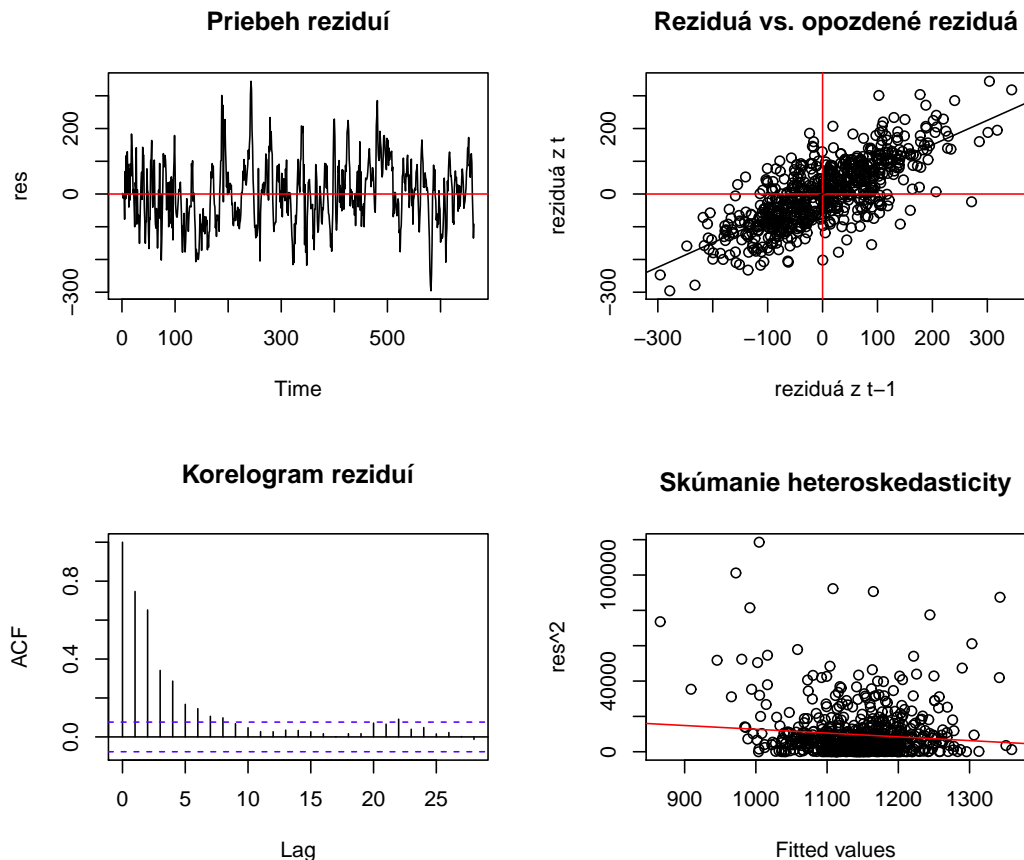 Priebeh reziduí
res
200
0
−300
0
100
300
500
Time
Reziduá vs. opozdené reziduá
reziduá z t
200
0
−300
−300
−100
0
100
200
300
reziduá z t−1
Korelogram reziduí
ACF
0.8
0.4
0.0
0
5
10
15
20
25
Lag
Skúmanie heteroskedasticity
res^2
100000
40000
0
900
1000
1100
1200
1300
Fitted values